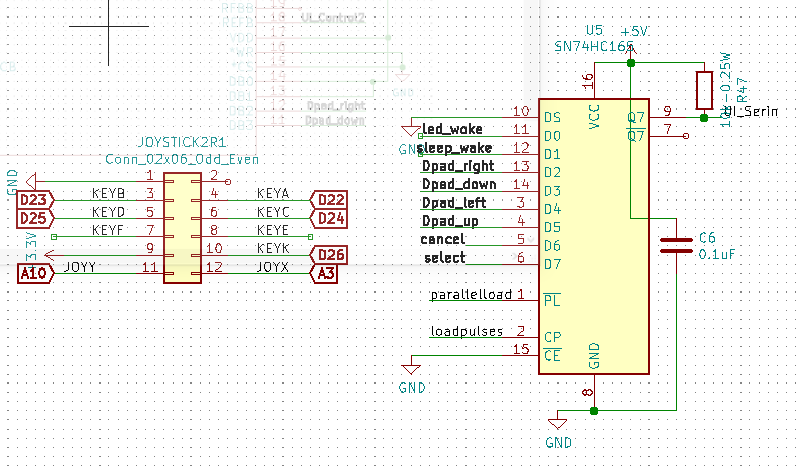 UI_Control2
GND
Dpad_right
Dpad_down
U5
+5V
SN74HC165
16
VCC
10k-0.25W
R47
UI_Serin
10 DS
led_wake 11 D0
GND
sleep_wake 12 D1
Dpad_right 13 D2
Dpad_down 14 D3
Dpad_left 3 D4
Dpad_up 4 D5
cancel 5 D6
select 6 D7
9 Q7
7 Q7
parallelload 1 PL
loadpulses 2 CP
15 CE
GND
GND
8
GND
C6
0.1uF
JOYSTICK2R1
Conn_02x06_Odd_Even
GND
1 2
D23 KEYB 3 4 KEYA D22
D25 KEYD 5 6 KEYC D24
KEYF 7 8 KEYE
3.3V
9 10 KEYK D26
A10 JOYY 11 12 JOYX A3